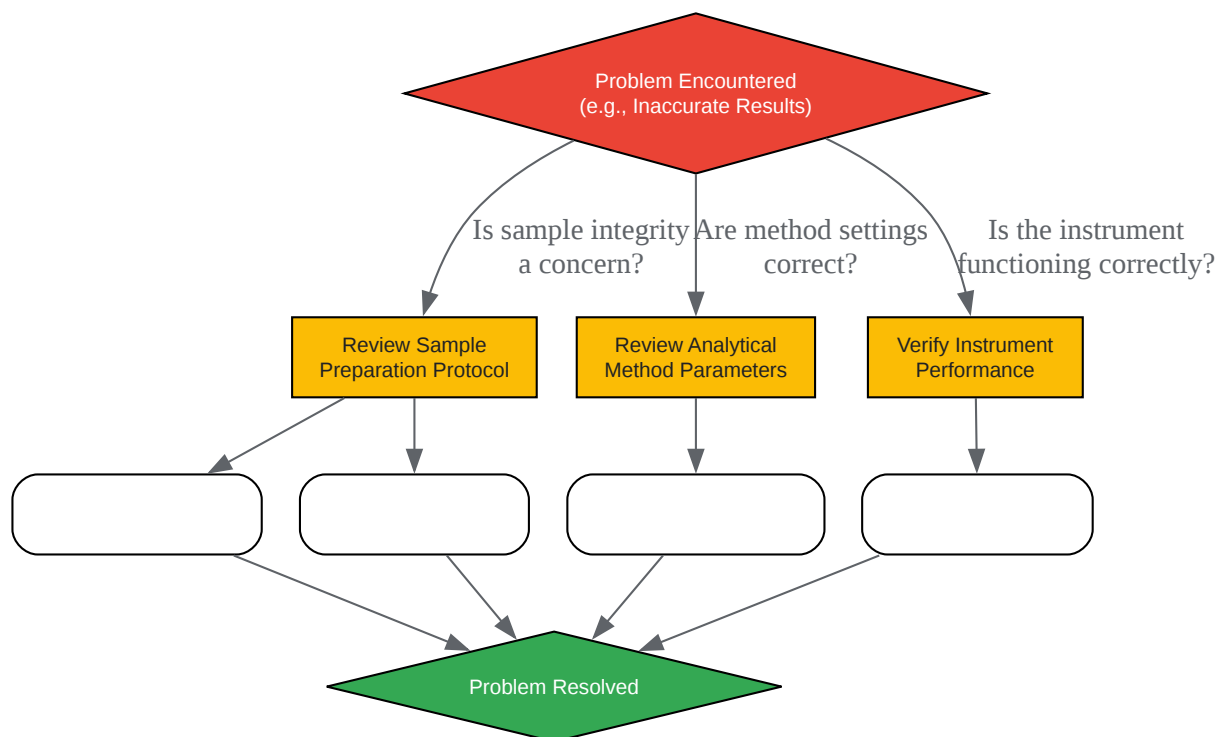 Problem Encountered
(e.g., Inaccurate Results)
Is sample integrity
a concern?
Are method settings
correct?
Is the instrument
functioning correctly?
Review Sample
Preparation Protocol
Review Analytical
Method Parameters
Verify Instrument
Performance
Problem Resolved